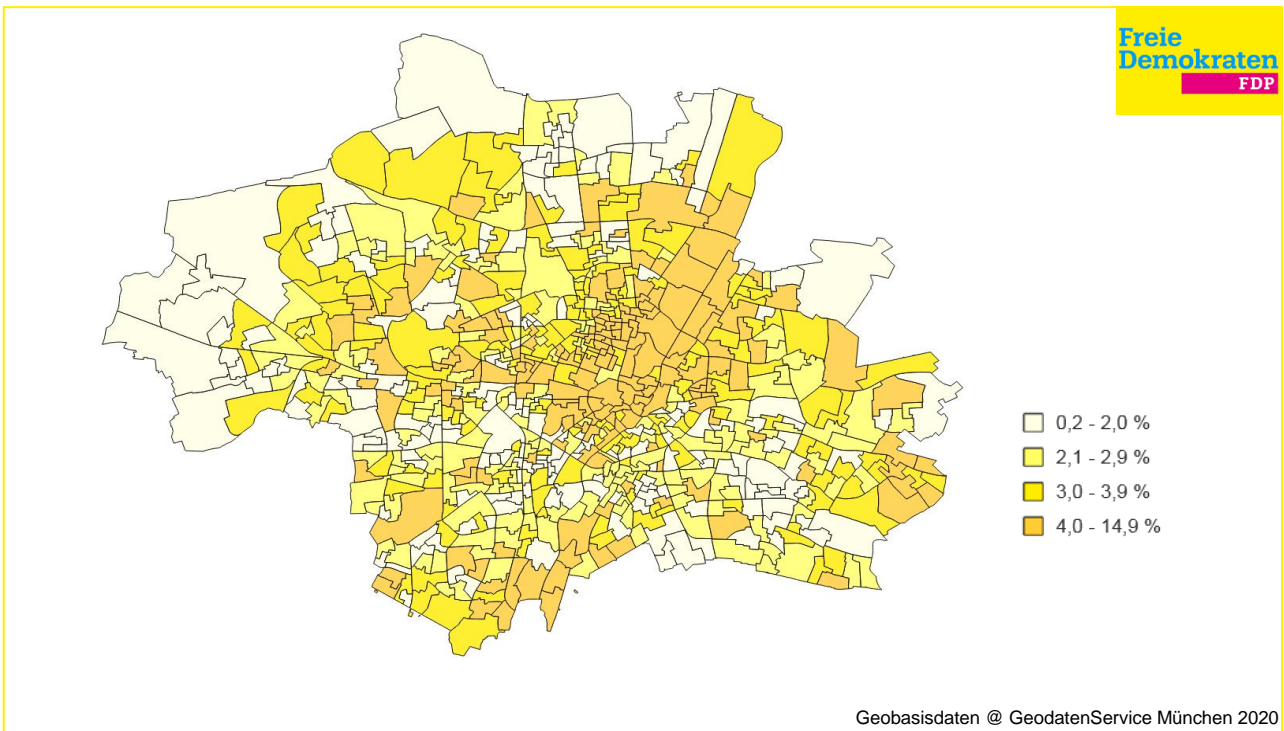 Freie
Demokraten
FDP
0,2 - 2,0 %
2,1 - 2,9 %
3,0 - 3,9 %
4,0 - 14,9 %
Geobasisdaten @ GeodatenService München 2020